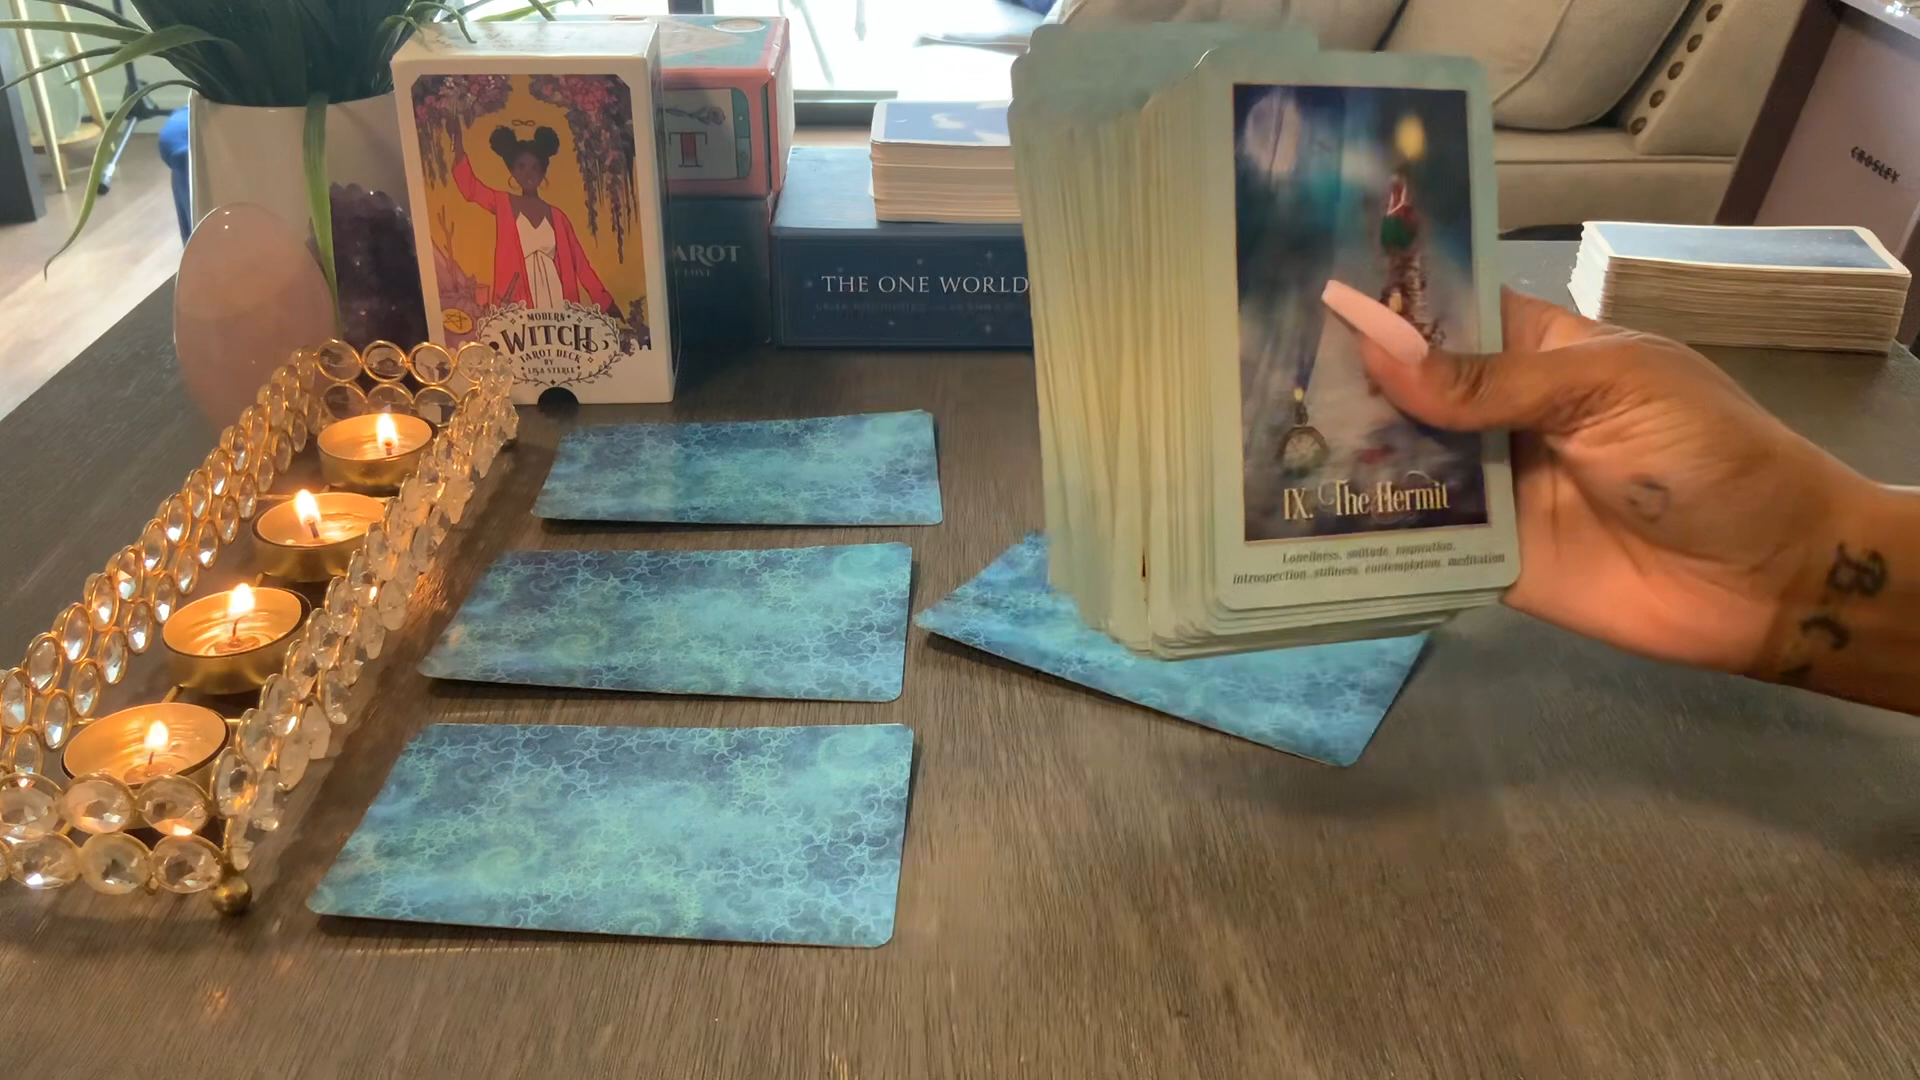 MODERN
WITCH
TAROT DECK
BY
LISA STERLE
T
AROT
THE ONE WORLD
CROSLEY
IX. The Hermit
Loneliness, solitude, inspiration,
introspection, stillness, contemplation, meditation
B.C.